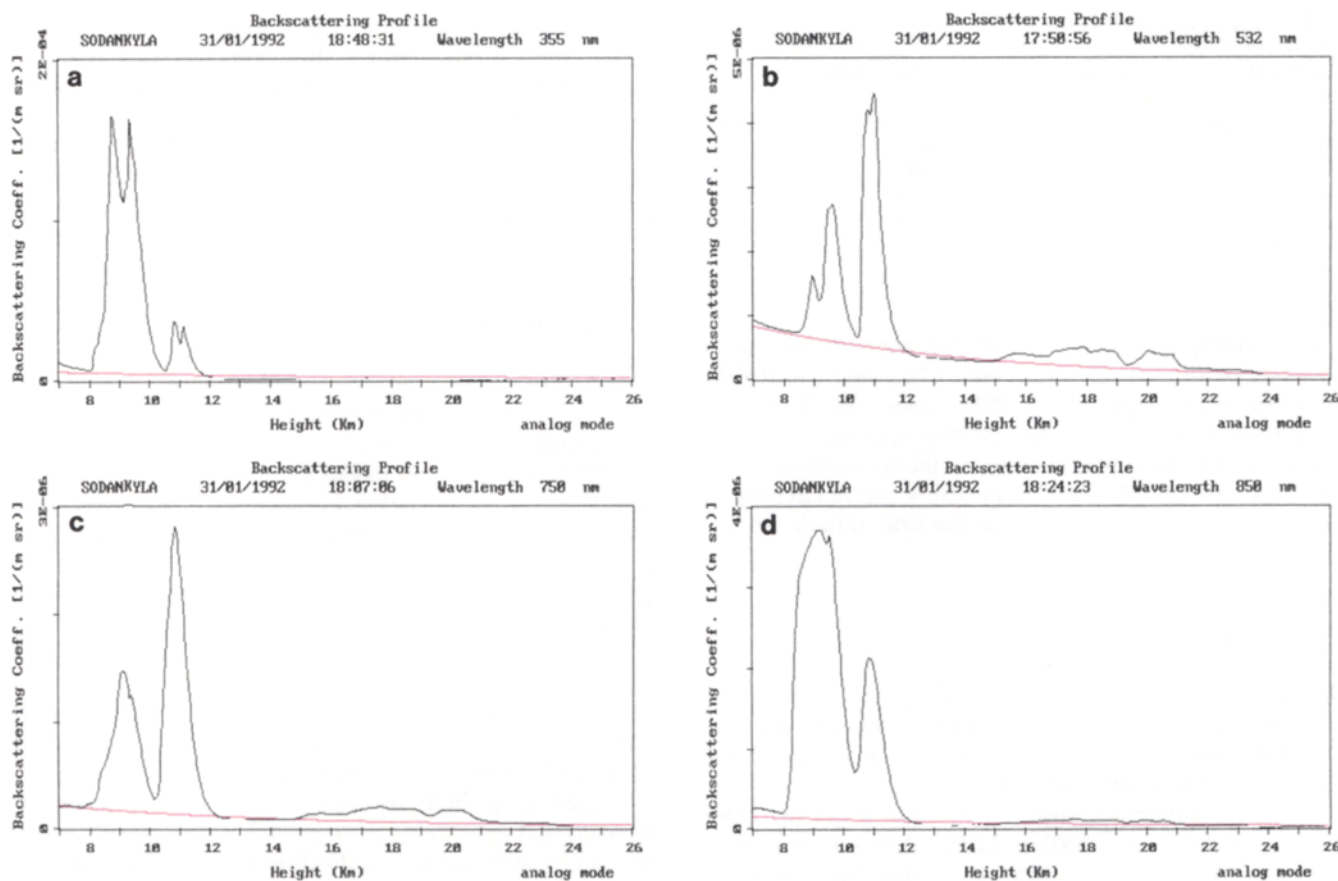 Backscattering Profile
SODANKYLA 31/01/1992 18:48:31 Wavelength 355 nm
2E-04
a
Backscattering Coeff. [1/(m sr)]
0
8 10 12 14 16 18 20 22 24 26
Height (Km) analog mode
Backscattering Profile
SODANKYLA 31/01/1992 17:50:56 Wavelength 532 nm
5E-06
b
Backscattering Coeff. [1/(m sr)]
0
8 10 12 14 16 18 20 22 24 26
Height (Km) analog mode
Backscattering Profile
SODANKYLA 31/01/1992 18:07:06 Wavelength 750 nm
3E-06
c
Backscattering Coeff. [1/(m sr)]
0
8 10 12 14 16 18 20 22 24 26
Height (Km) analog mode
Backscattering Profile
SODANKYLA 31/01/1992 18:24:23 Wavelength 850 nm
4E-06
d
Backscattering Coeff. [1/(m sr)]
0
8 10 12 14 16 18 20 22 24 26
Height (Km) analog mode